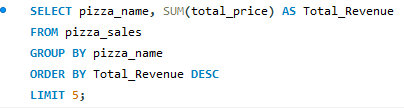 SELECT pizza_name, SUM(total_price) AS Total_Revenue
FROM pizza_sales
GROUP BY pizza_name
ORDER BY Total_Revenue DESC
LIMIT 5;